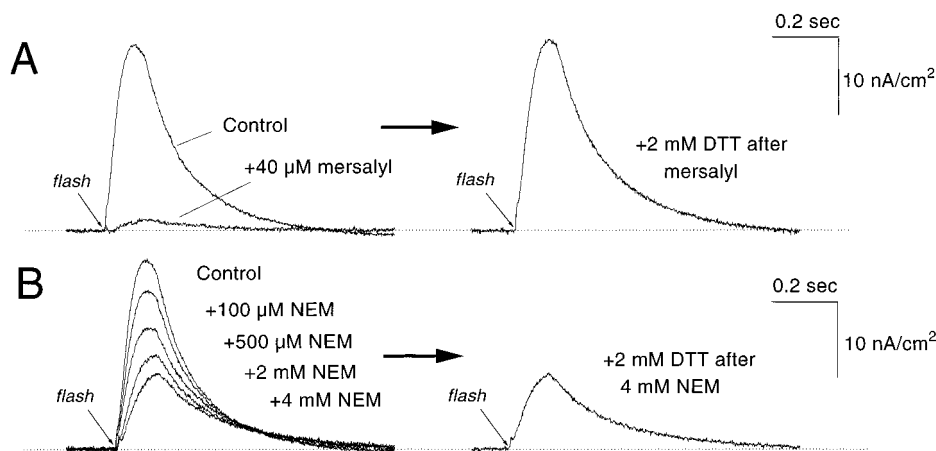 A
0.2 sec
10 nA/cm²
Control
+40 µM mersalyl
flash
+2 mM DTT after
mersalyl
flash
B
Control
+100 µM NEM
+500 µM NEM
+2 mM NEM
+4 mM NEM
flash
+2 mM DTT after
4 mM NEM
flash
0.2 sec
10 nA/cm²